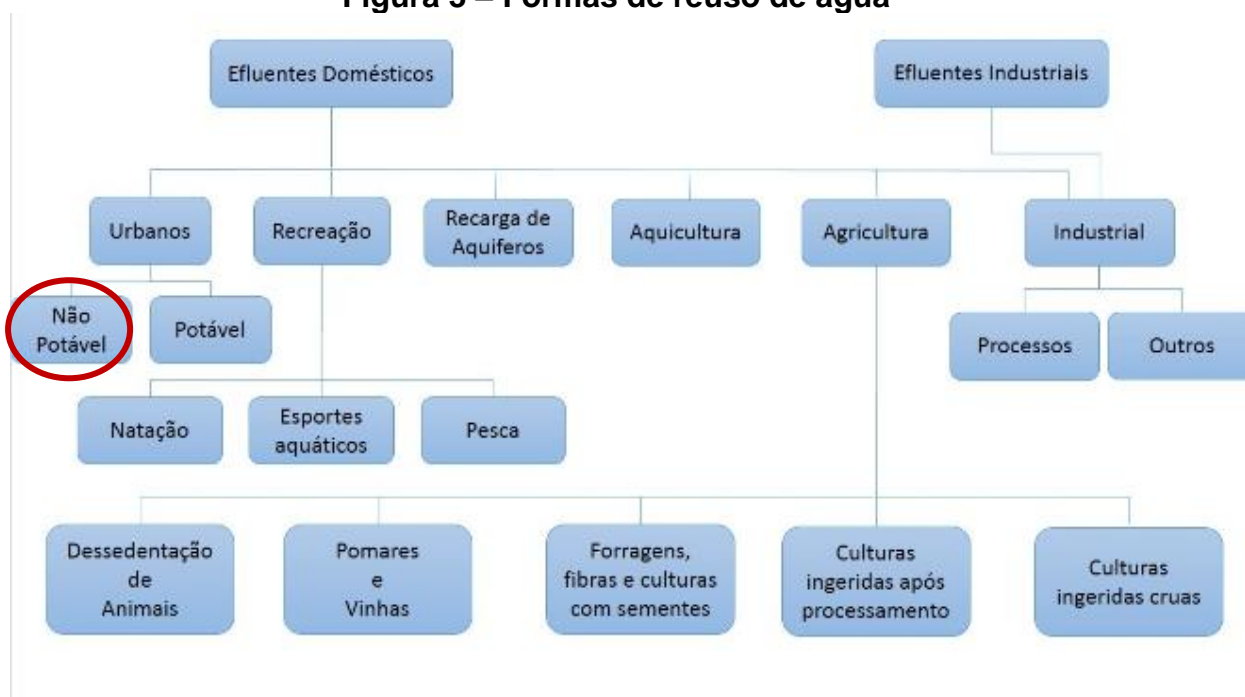 Figura 3 – Formas de reúso de água
Efluentes Domésticos
Efluentes Industriais
Urbanos
Recreação
Recarga de
Aquiferos
Aquicultura
Agricultura
Industrial
Não
Potável
Potável
Processos
Outros
Natação
Esportes
aquáticos
Pesca
Dessedentação
de
Animais
Pomares
e
Vinhas
Forragens,
fibras e culturas
com sementes
Culturas
ingeridas após
processamento
Culturas
ingeridas cruas